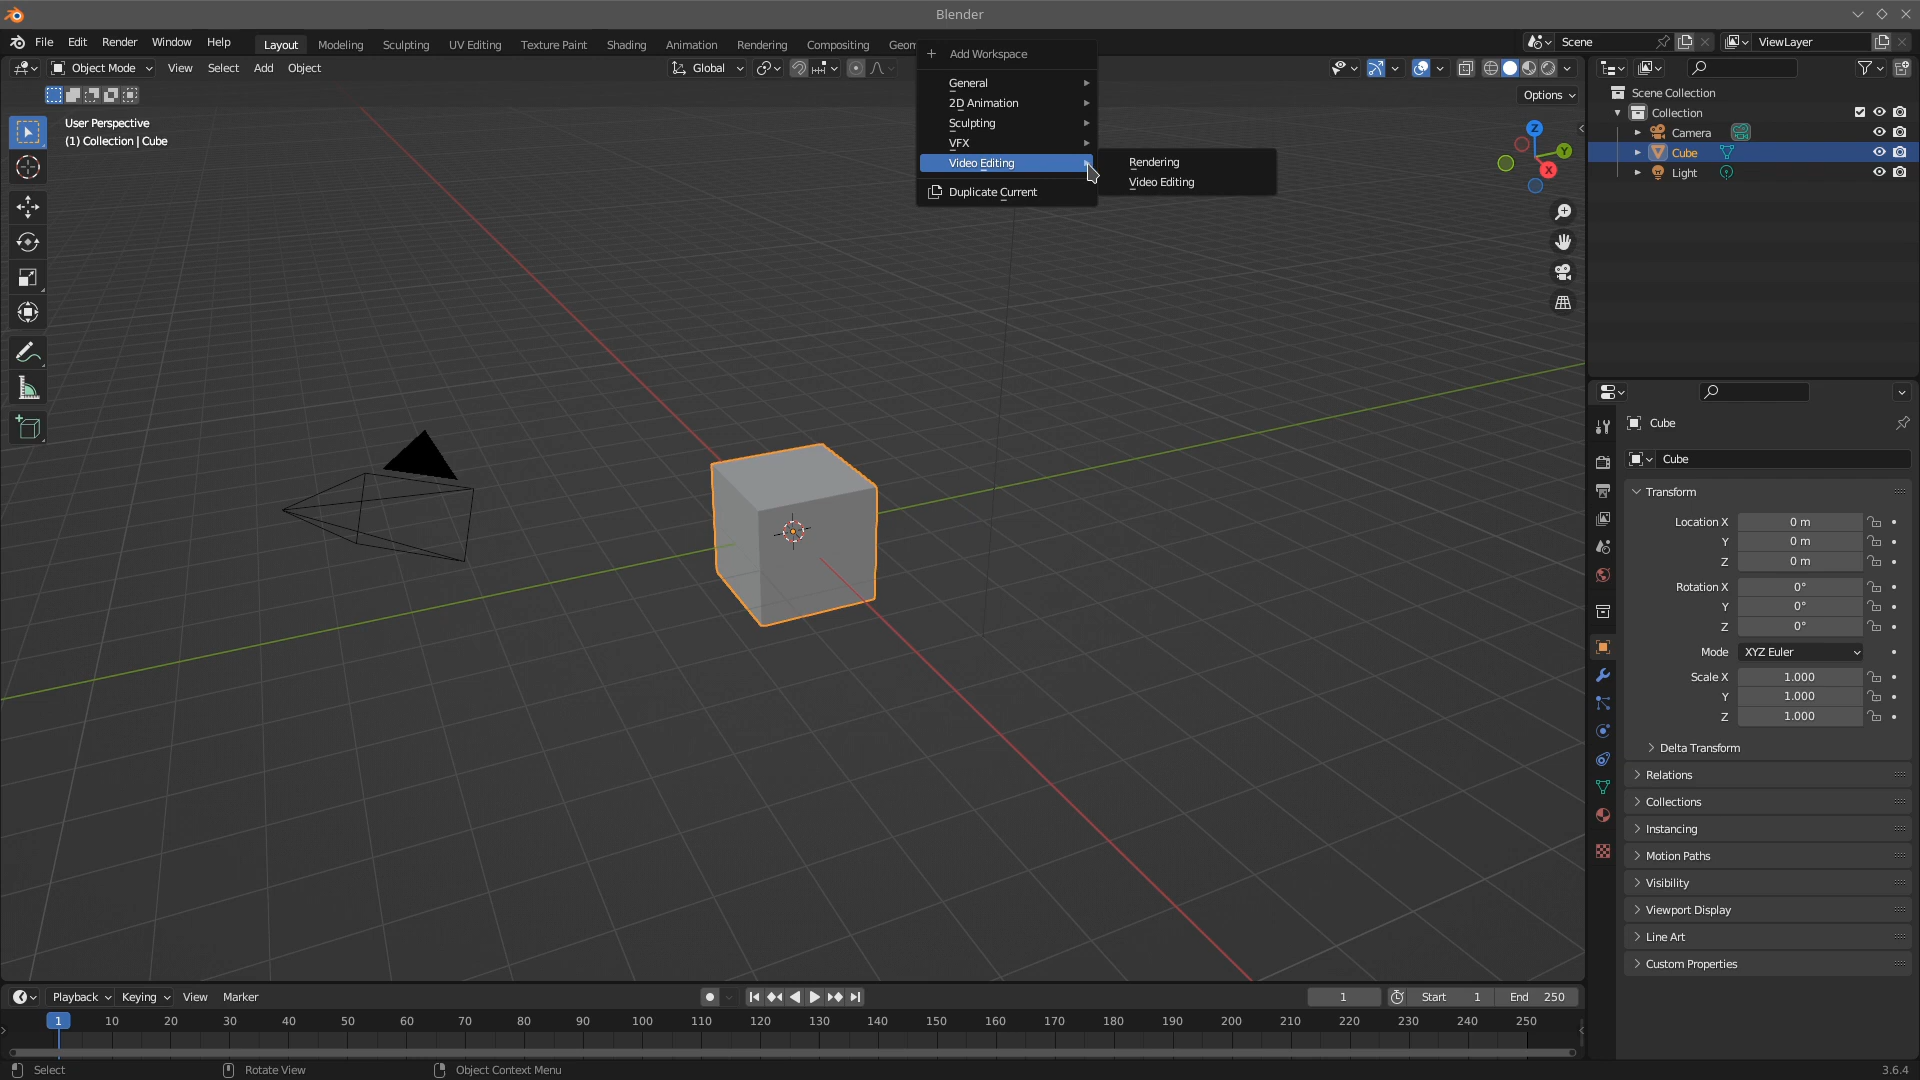 Blender
File Edit Render Window Help Layout Modeling Sculpting UV Editing Texture Paint Shading Animation Rendering Compositing Geom Scene ViewLayer
Object Mode View Select Add Object Global
Options
User Perspective
(1) Collection | Cube
Add Workspace
General
2D Animation
Sculpting
VFX
Video Editing
Duplicate Current
Rendering
Video Editing
Z
Y
X
Scene Collection
Collection
Camera
Cube
Light
Cube
Cube
Transform
Location X 0 m
Y 0 m
Z 0 m
Rotation X 0°
Y 0°
Z 0°
Mode XYZ Euler
Scale X 1.000
Y 1.000
Z 1.000
Delta Transform
Relations
Collections
Instancing
Motion Paths
Visibility
Viewport Display
Line Art
Custom Properties
Playback Keying View Marker 1 Start 1 End 250
1 10 20 30 40 50 60 70 80 90 100 110 120 130 140 150 160 170 180 190 200 210 220 230 240 250
Select Rotate View Object Context Menu 3.6.4